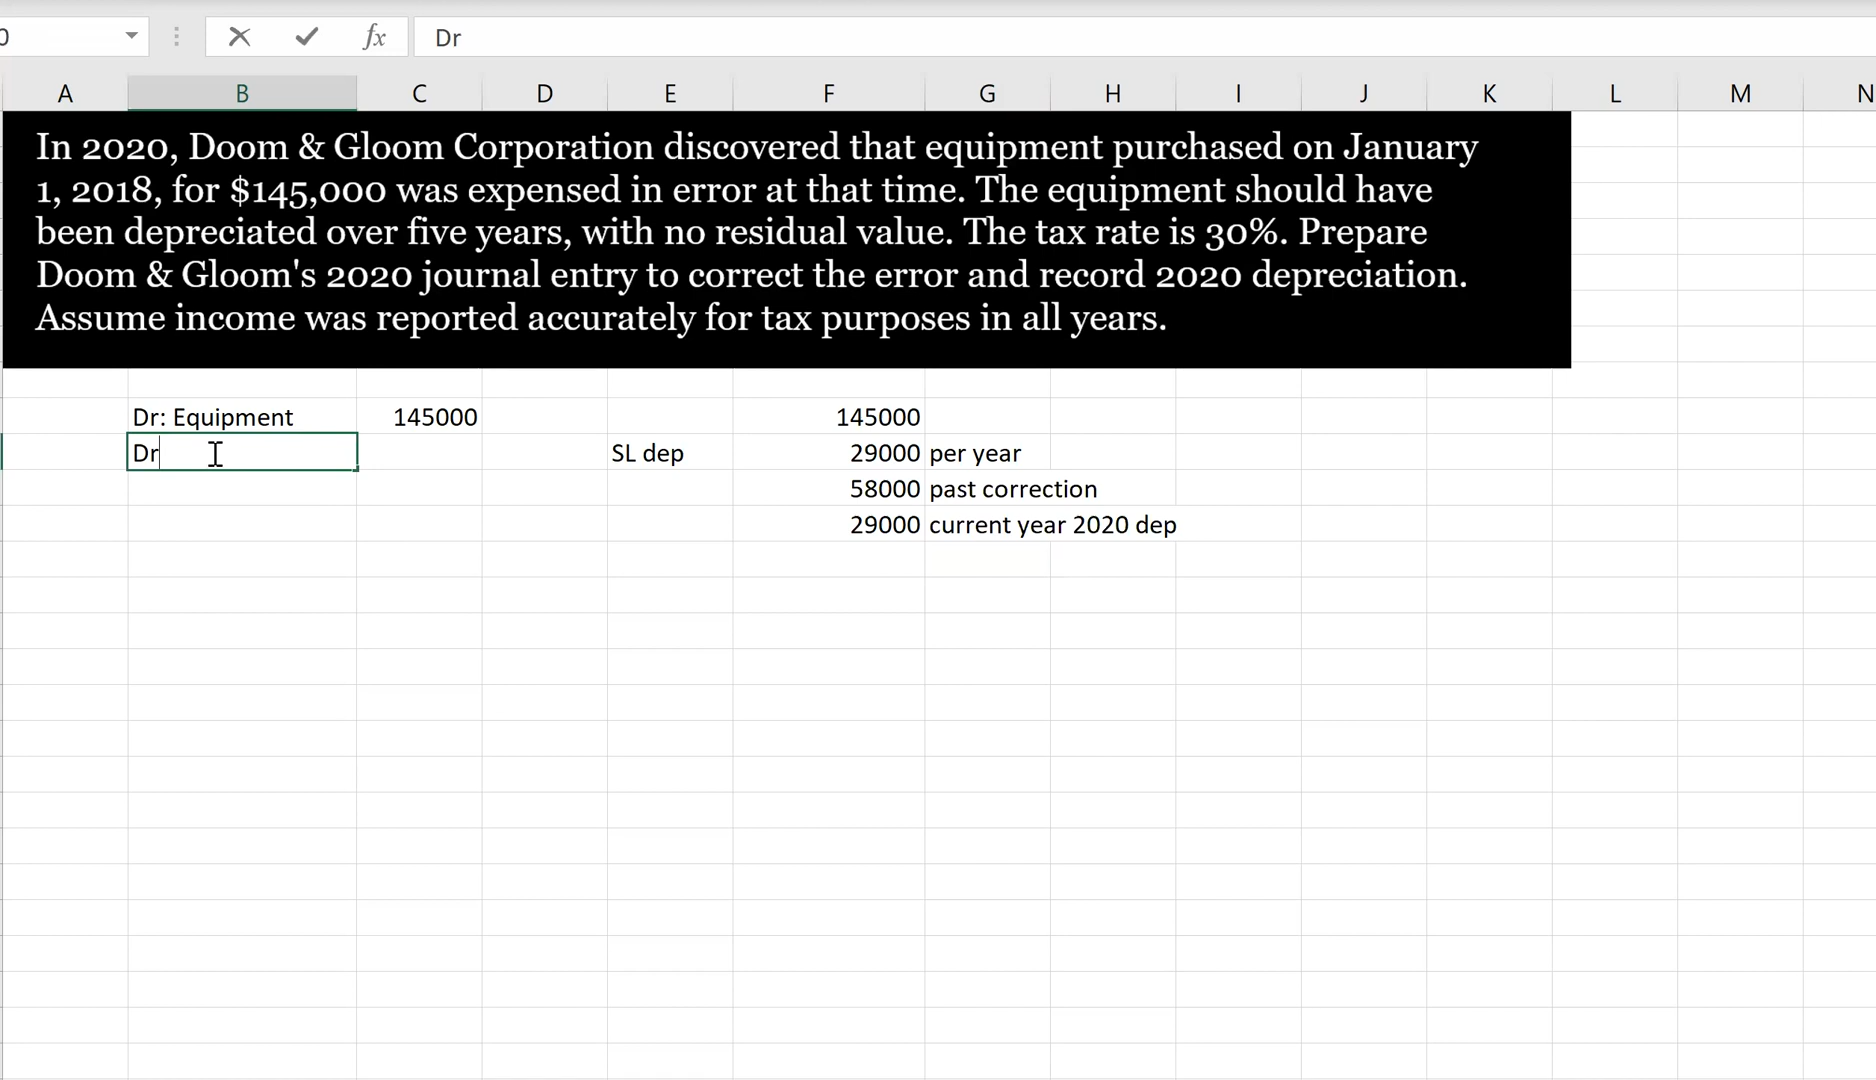 0 fx Dr
A B C D E F G H I J K L M N
In 2020, Doom & Gloom Corporation discovered that equipment purchased on January
1, 2018, for $145,000 was expensed in error at that time. The equipment should have
been depreciated over five years, with no residual value. The tax rate is 30%. Prepare
Doom & Gloom's 2020 journal entry to correct the error and record 2020 depreciation.
Assume income was reported accurately for tax purposes in all years.
Dr: Equipment 145000 145000
Dr SL dep 29000 per year
58000 past correction
29000 current year 2020 dep